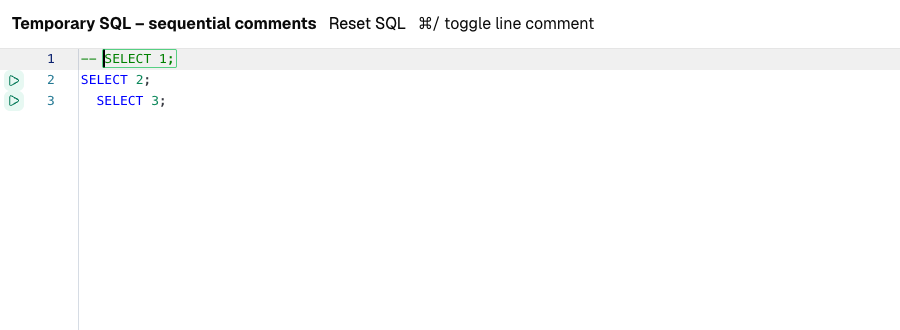 Temporary SQL – sequential comments Reset SQL ⌘/ toggle line comment
1 -- SELECT 1;
2 SELECT 2;
3 SELECT 3;